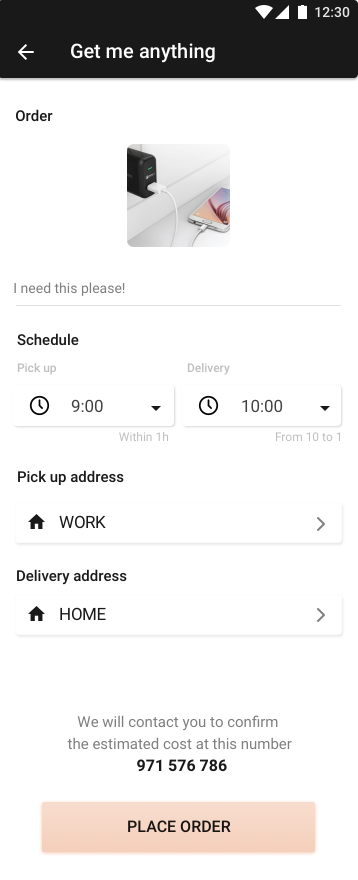 12:30
Get me anything
Order
I need this please!
Schedule
Pick up Delivery
9:00 10:00
Within 1h From 10 to 1
Pick up address
WORK
Delivery address
HOME
We will contact you to confirm
the estimated cost at this number
971 576 786
PLACE ORDER